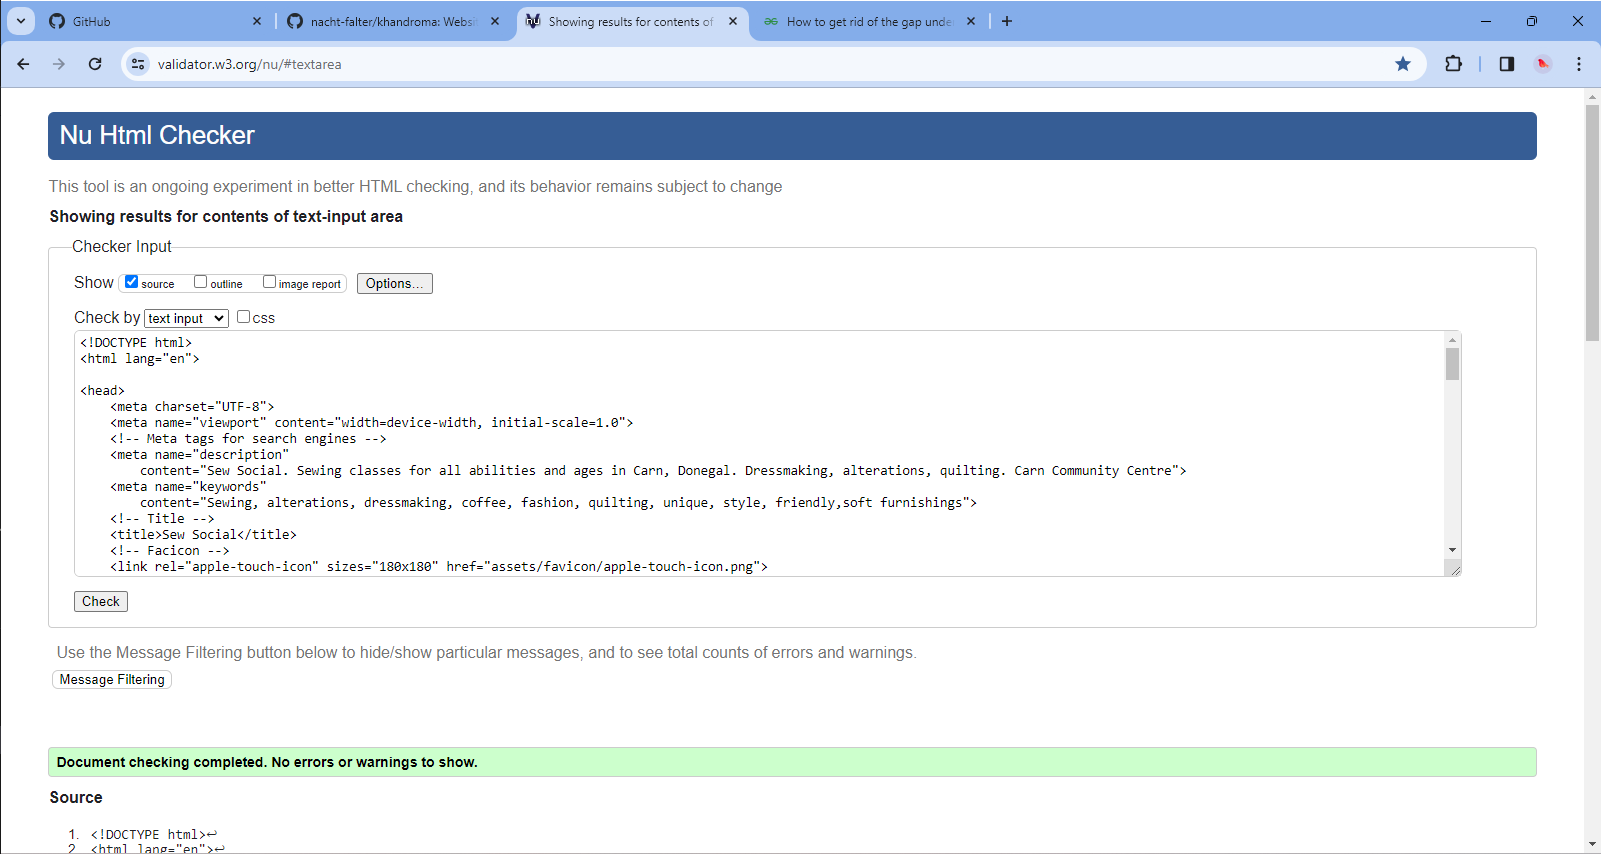 GitHub
nacht-falter/khandroma: Websi
Showing results for contents of
How to get rid of the gap unde
validator.w3.org/nu/#textarea
Nu Html Checker
This tool is an ongoing experiment in better HTML checking, and its behavior remains subject to change
Showing results for contents of text-input area
Checker Input
Show source outline image report Options...
Check by text input css
<!DOCTYPE html>
<html lang="en">
<head>
<meta charset="UTF-8">
<meta name="viewport" content="width=device-width, initial-scale=1.0">
<!-- Meta tags for search engines -->
<meta name="description"
content="Sew Social. Sewing classes for all abilities and ages in Carn, Donegal. Dressmaking, alterations, quilting. Carn Community Centre">
<meta name="keywords"
content="Sewing, alterations, dressmaking, coffee, fashion, quilting, unique, style, friendly,soft furnishings">
<!-- Title -->
<title>Sew Social</title>
<!-- Facicon -->
<link rel="apple-touch-icon" sizes="180x180" href="assets/favicon/apple-touch-icon.png">
Check
Use the Message Filtering button below to hide/show particular messages, and to see total counts of errors and warnings.
Message Filtering
Document checking completed. No errors or warnings to show.
Source
1. <!DOCTYPE html>↩
2. <html lang="en">↩